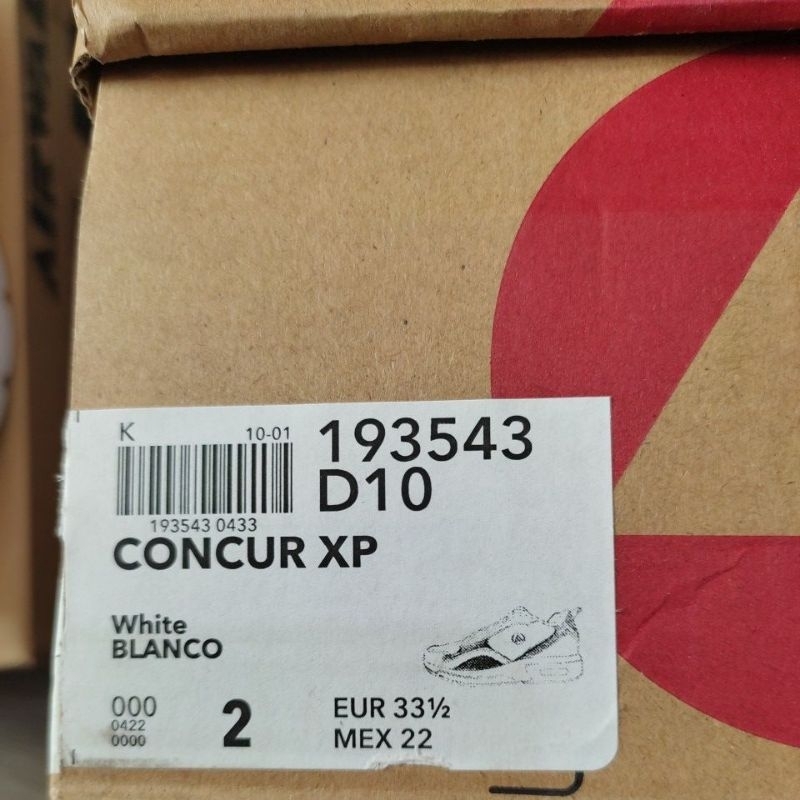 K 10-01
193543
D10
193543 0433
CONCUR XP
White
BLANCO
000
0422
0000
2
EUR 33½
MEX 22